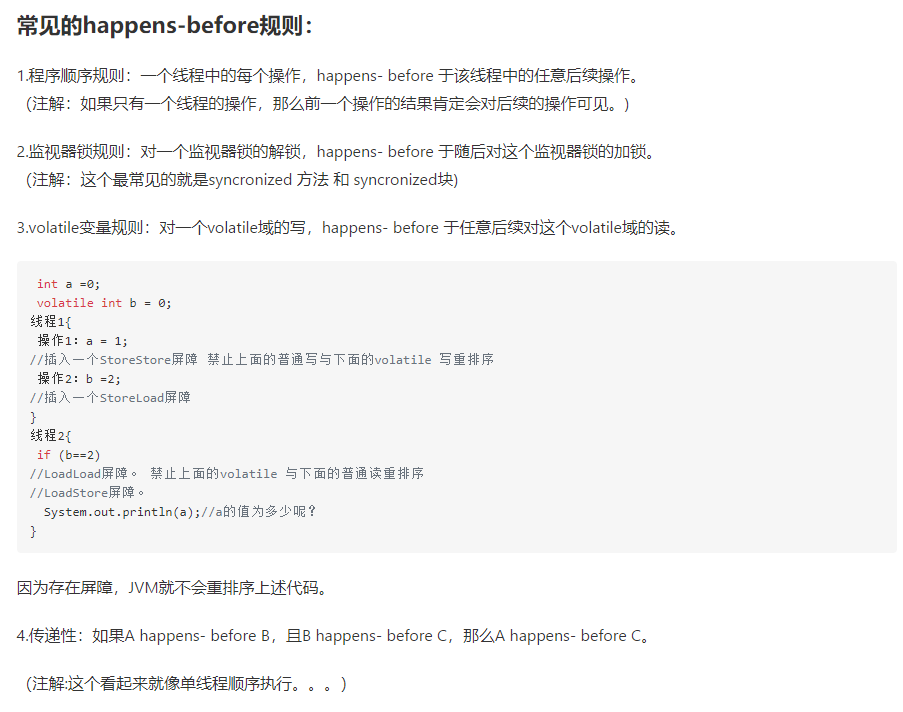 常见的happens-before规则：
1.程序顺序规则：一个线程中的每个操作，happens- before 于该线程中的任意后续操作。
（注解：如果只有一个线程的操作，那么前一个操作的结果肯定会对后续的操作可见。）
2.监视器锁规则：对一个监视器锁的解锁，happens- before 于随后对这个监视器锁的加锁。
（注解：这个最常见的就是syncronized 方法 和 syncronized块)
3.volatile变量规则：对一个volatile域的写，happens- before 于任意后续对这个volatile域的读。
int a =0;
volatile int b = 0;
线程1{
操作1：a = 1;
//插入一个StoreStore屏障 禁止上面的普通写与下面的volatile 写重排序
操作2：b =2;
//插入一个StoreLoad屏障
}
线程2{
if (b==2)
//LoadLoad屏障。 禁止上面的volatile 与下面的普通读重排序
//LoadStore屏障。
System.out.println(a);//a的值为多少呢？
}
因为存在屏障，JVM就不会重排序上述代码。
4.传递性：如果A happens- before B，且B happens- before C，那么A happens- before C。
（注解:这个看起来就像单线程顺序执行。。。）